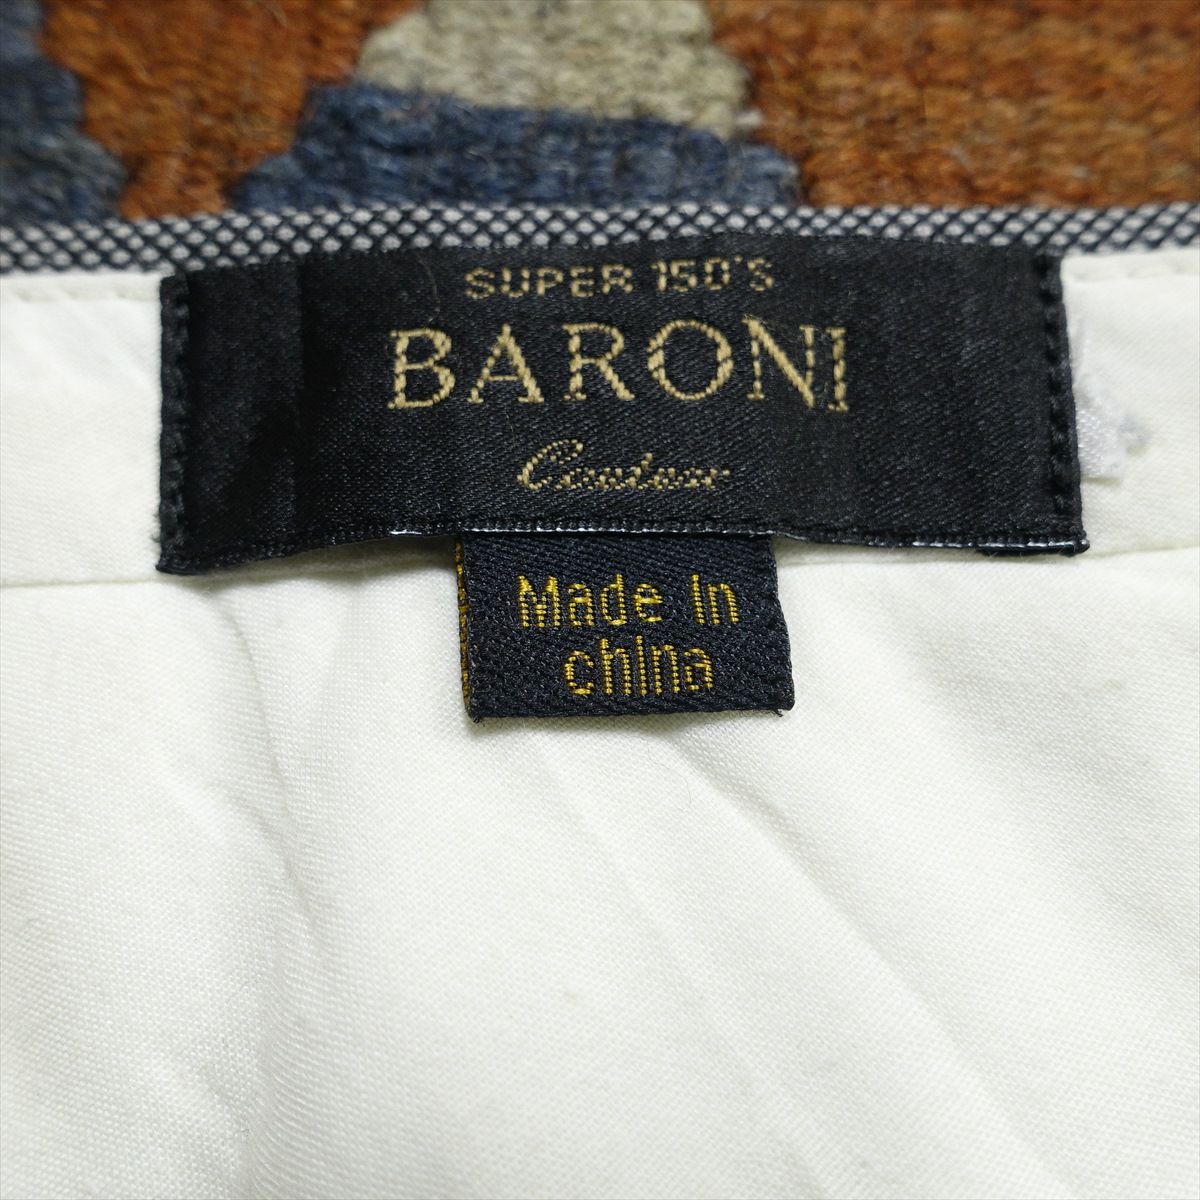 SUPER 150'S
BARONI
Couture
Made in
china